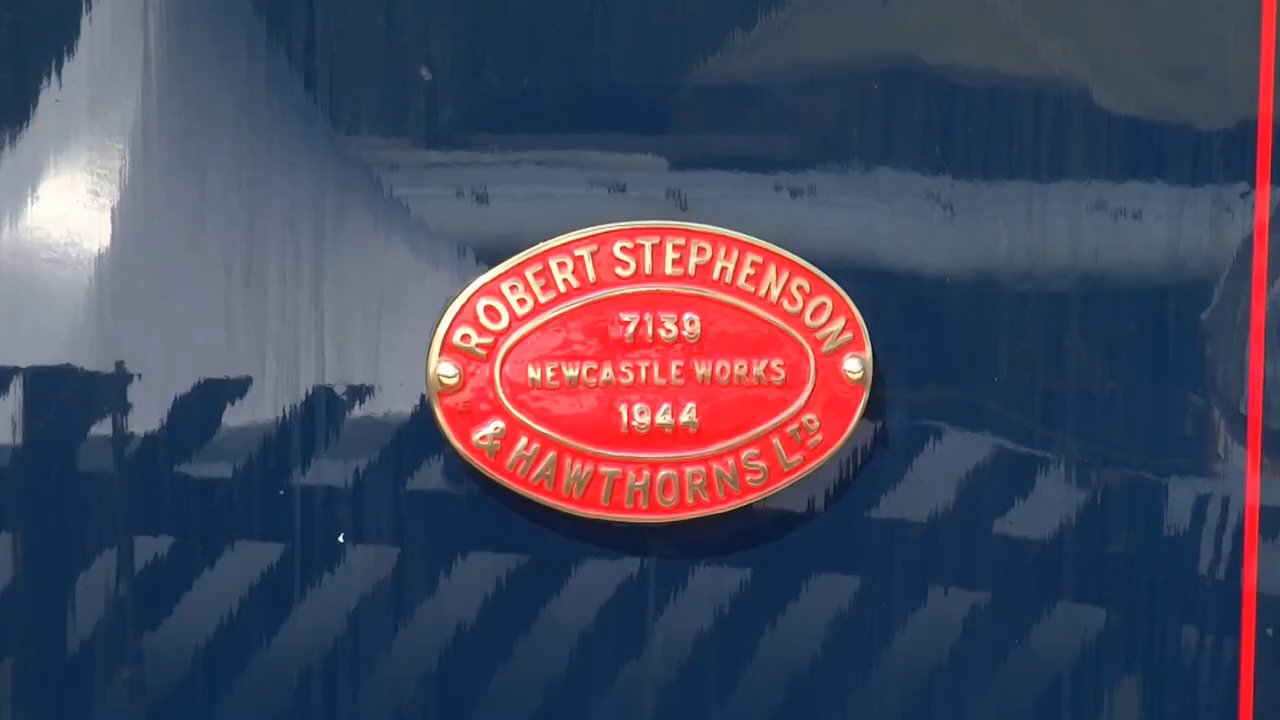 ROBERT STEPHENSON
7139
NEWCASTLE WORKS
1944
& HAWTHORNS LTD